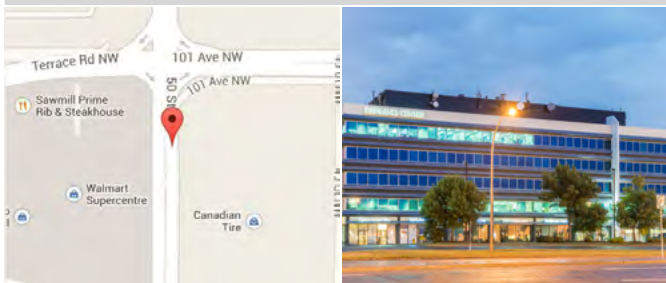 Terrace Rd NW
101 Ave NW
101 Ave NW
50 St
Sawmill Prime
Rib & Steakhouse
Walmart
Supercentre
Canadian
Tire